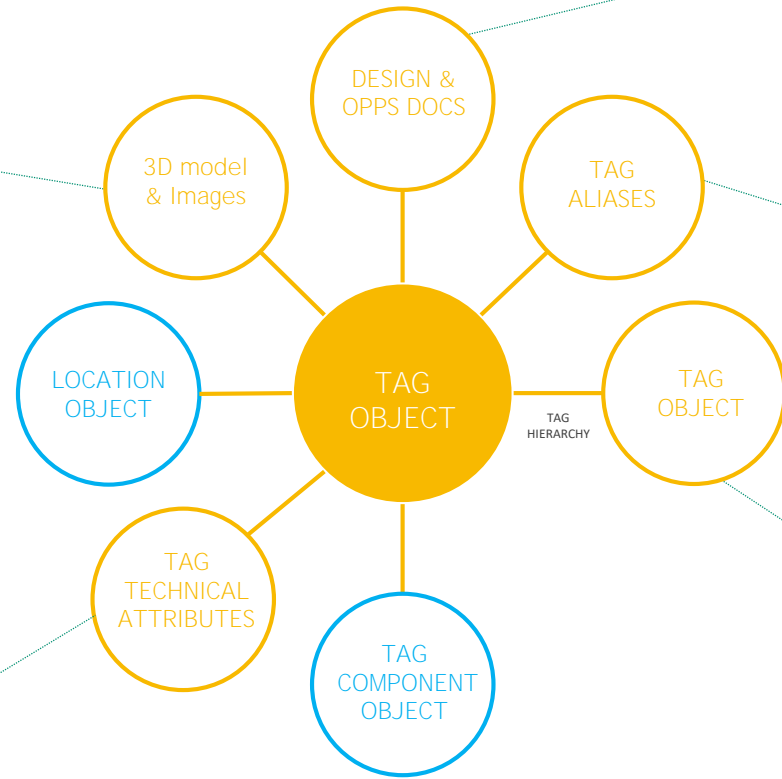 DESIGN &
OPPS DOCS
3D model
& Images
TAG
ALIASES
LOCATION
OBJECT
TAG
OBJECT
TAG
HIERARCHY
TAG
OBJECT
TAG
TECHNICAL
ATTRIBUTES
TAG
COMPONENT
OBJECT